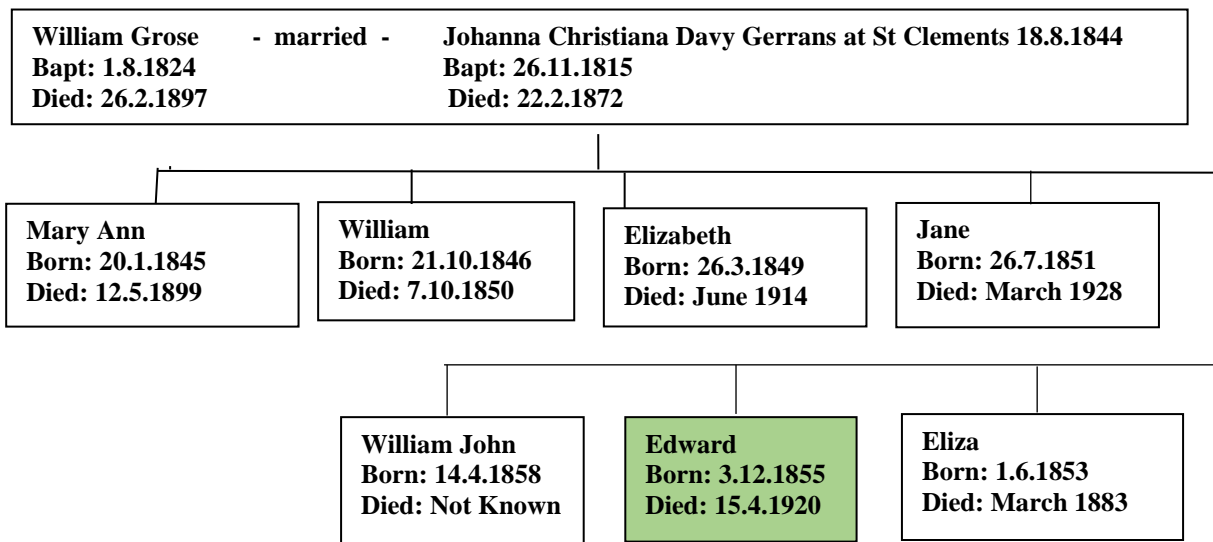 William Grose - married - Johanna Christiana Davy Gerrans at St Clements 18.8.1844
Bapt: 1.8.1824 Bapt: 26.11.1815
Died: 26.2.1897 Died: 22.2.1872
Mary Ann
Born: 20.1.1845
Died: 12.5.1899
William
Born: 21.10.1846
Died: 7.10.1850
Elizabeth
Born: 26.3.1849
Died: June 1914
Jane
Born: 26.7.1851
Died: March 1928
William John
Born: 14.4.1858
Died: Not Known
Edward
Born: 3.12.1855
Died: 15.4.1920
Eliza
Born: 1.6.1853
Died: March 1883